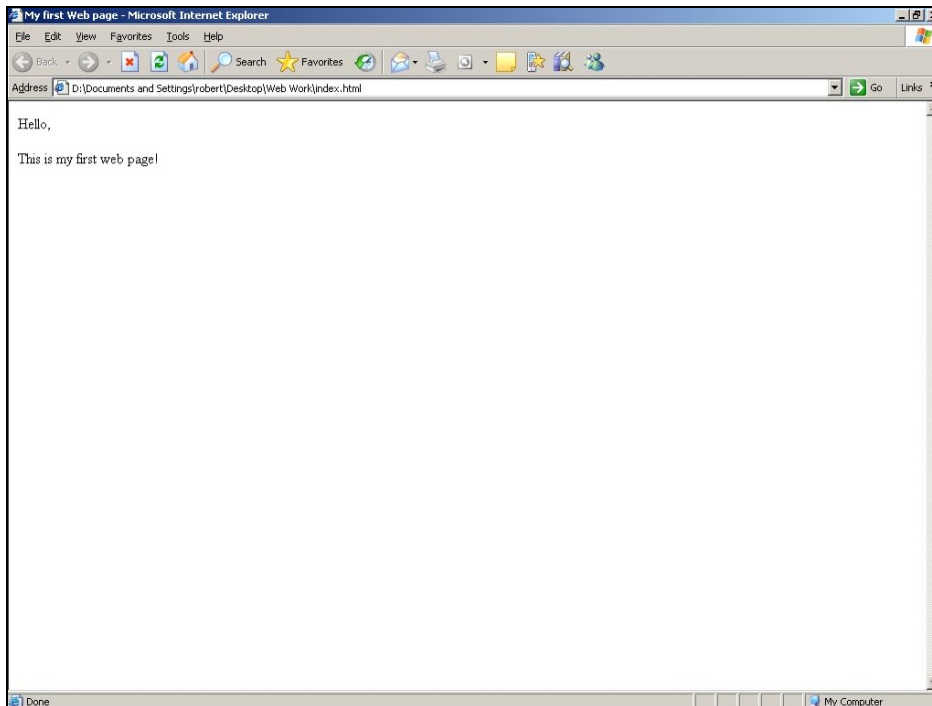 My first Web page - Microsoft Internet Explorer
File Edit View Favorites Tools Help
Back Search Favorites
Address D:\Documents and Settings\robert\Desktop\Web Work\index.html Go Links
Hello,
This is my first web page!
Done My Computer